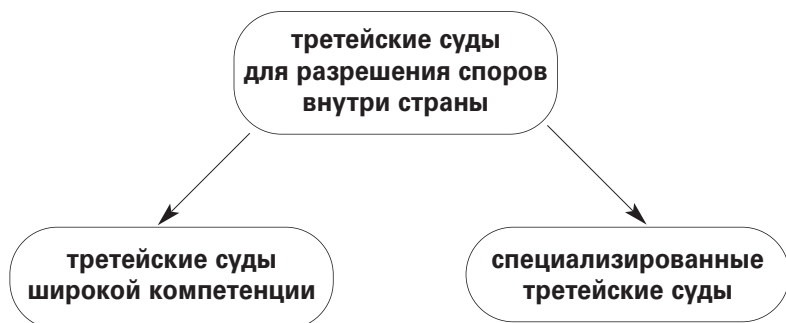 третейские суды
для разрешения споров
внутри страны
третейские суды
широкой компетенции
специализированные
третейские суды